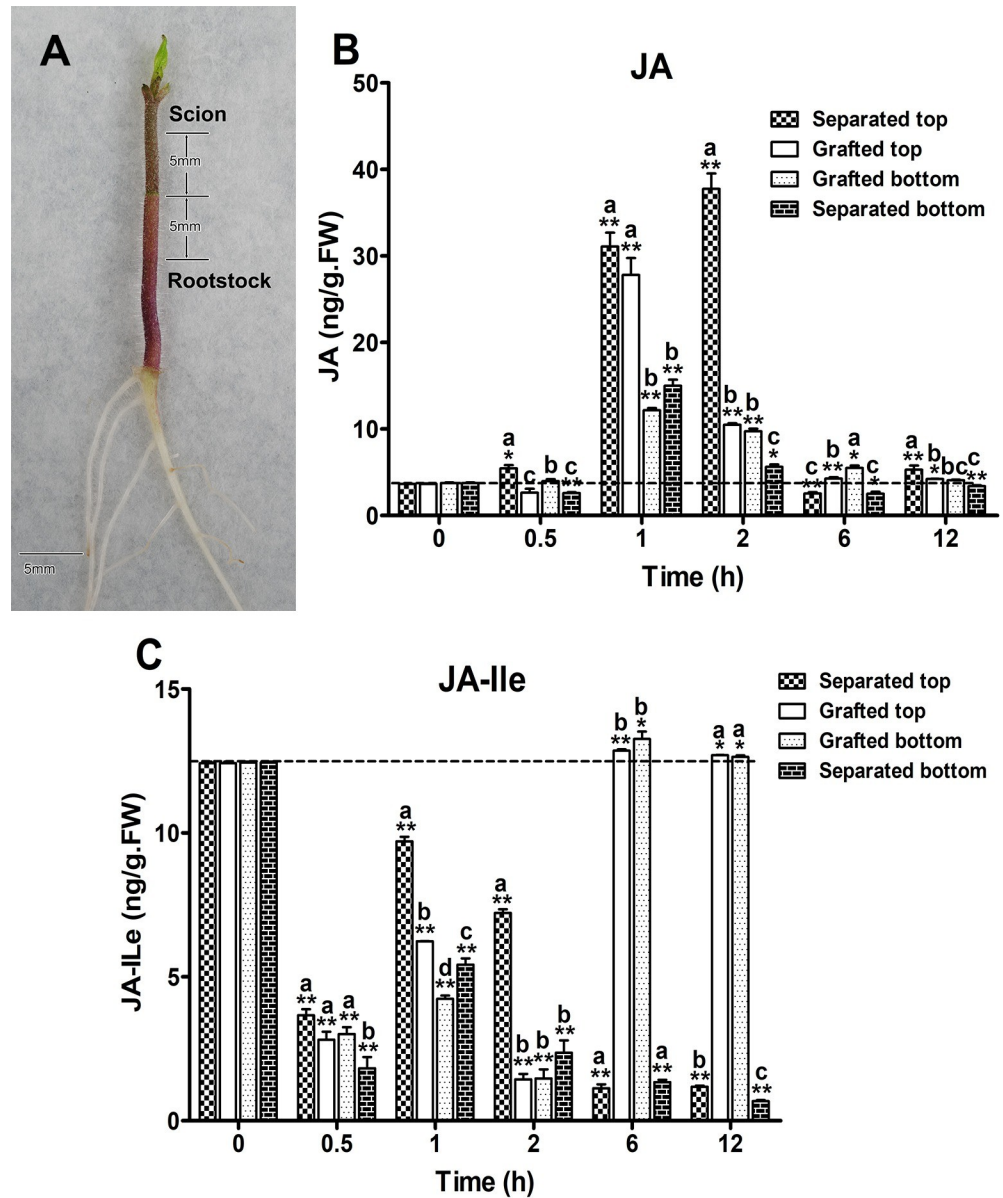 A
Scion
5mm
5mm
Rootstock
5mm
B
JA
Separated top
Grafted top
Grafted bottom
Separated bottom
JA (ng/g.FW)
50
40
30
20
10
0
a
*
c
b
*
c
**
a
**
a
**
b
**
b
**
a
**
b
**
b
**
c
*
c
**
b
**
a
*
c
*
a
**
b
*
bc
c
**
0
0.5
1
2
6
12
Time (h)
C
JA-Ile
Separated top
Grafted top
Grafted bottom
Separated bottom
JA-ILe (ng/g.FW)
15
10
5
0
a
**
a
**
a
**
b
**
a
**
b
**
d
**
c
**
a
**
b
**
b
**
b
**
a
**
b
**
b
*
a
**
b
**
a
*
a
*
c
**
0
0.5
1
2
6
12
Time (h)